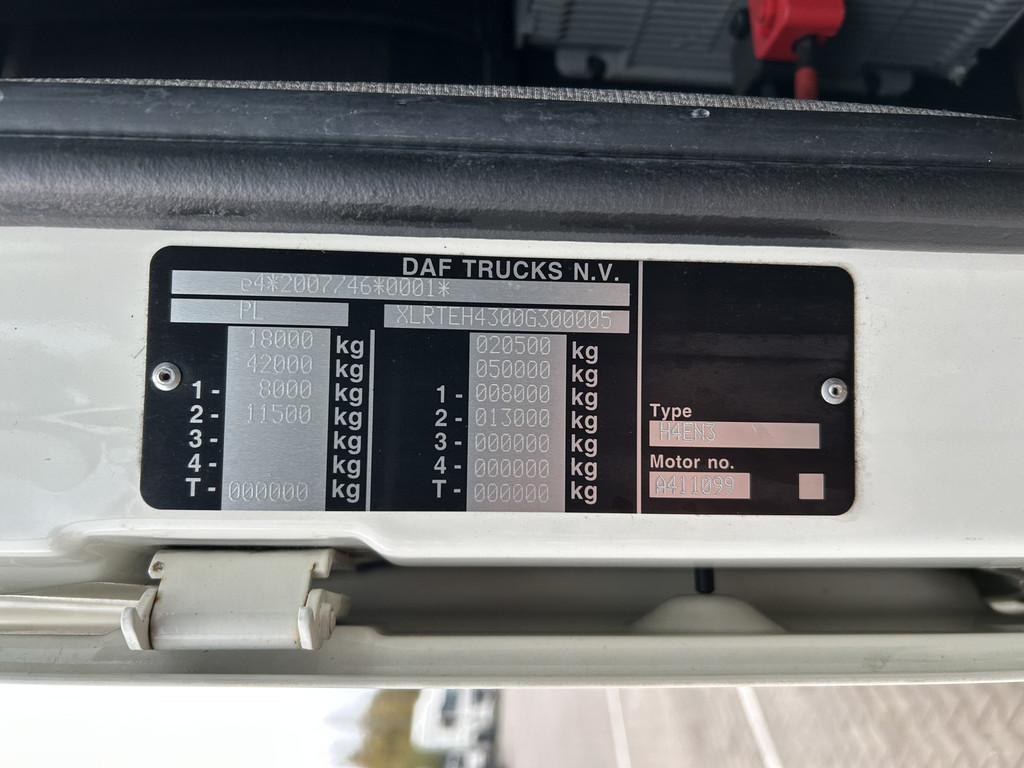 DAF TRUCKS N.V.
e4*2007/46*0001*
PL XLRTEH4300G300005
18000 kg 020500 kg
42000 kg 050000 kg
1- 8000 kg 1- 008000 kg
2- 11500 kg 2- 013000 kg
3- kg 3- 000000 kg
4- kg 4- 000000 kg
T- 000000 kg T- 000000 kg
Type
H4EN3
Motor no.
A411099